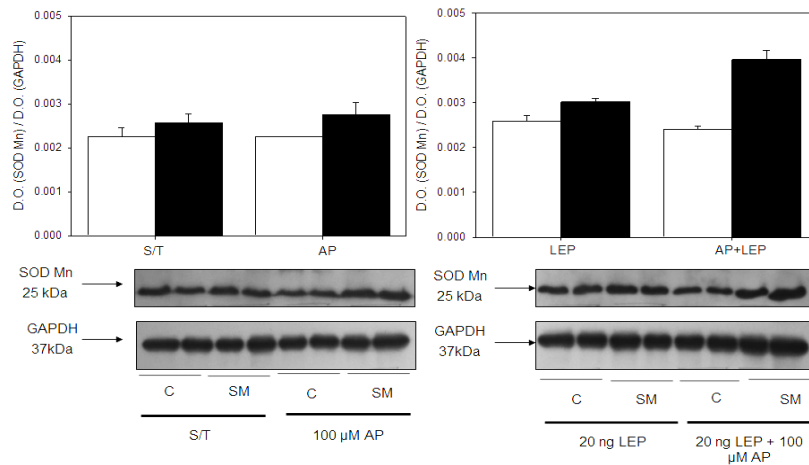 D.O. (SOD Mn) / D.O. (GAPDH)
0.005
0.004
0.003
0.002
0.001
0.000
S/T
AP
SOD Mn
25 kDa
GAPDH
37kDa
C
SM
C
SM
S/T
100 µM AP
D.O. (SOD Mn) / D.O. (GAPDH)
0.005
0.004
0.003
0.002
0.001
0.000
LEP
AP+LEP
SOD Mn
25 kDa
GAPDH
37kDa
C
SM
C
SM
20 ng LEP
20 ng LEP + 100
µM AP